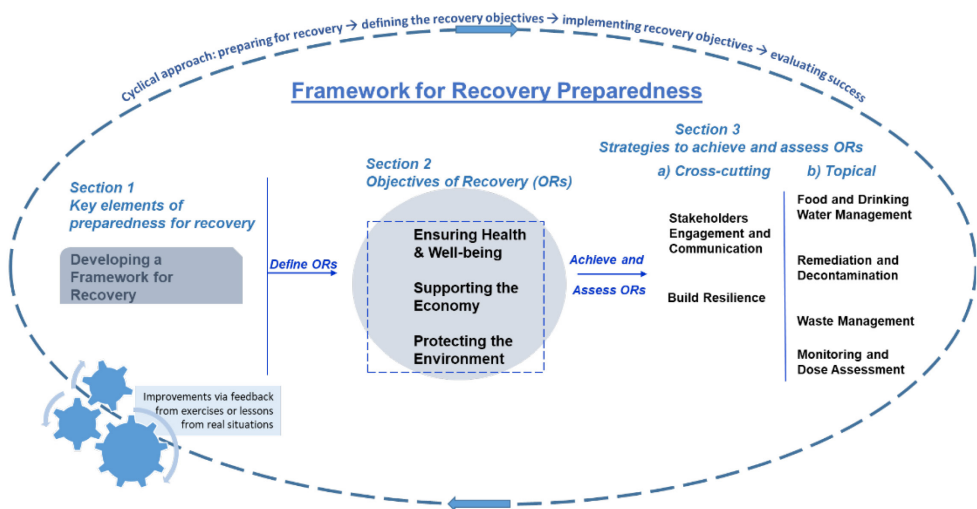 Cyclical approach: preparing for recovery → defining the recovery objectives → implementing recovery objectives → evaluating success
Framework for Recovery Preparedness
Section 1
Key elements of
preparedness for recovery
Developing a
Framework for
Recovery
Define ORs
Section 2
Objectives of Recovery (ORs)
Ensuring Health
& Well-being
Supporting the
Economy
Protecting the
Environment
Achieve and
Assess ORs
Section 3
Strategies to achieve and assess ORs
a) Cross-cutting
Stakeholders
Engagement and
Communication
Build Resilience
b) Topical
Food and Drinking
Water Management
Remediation and
Decontamination
Waste Management
Monitoring and
Dose Assessment
Improvements via feedback
from exercises or lessons
from real situations